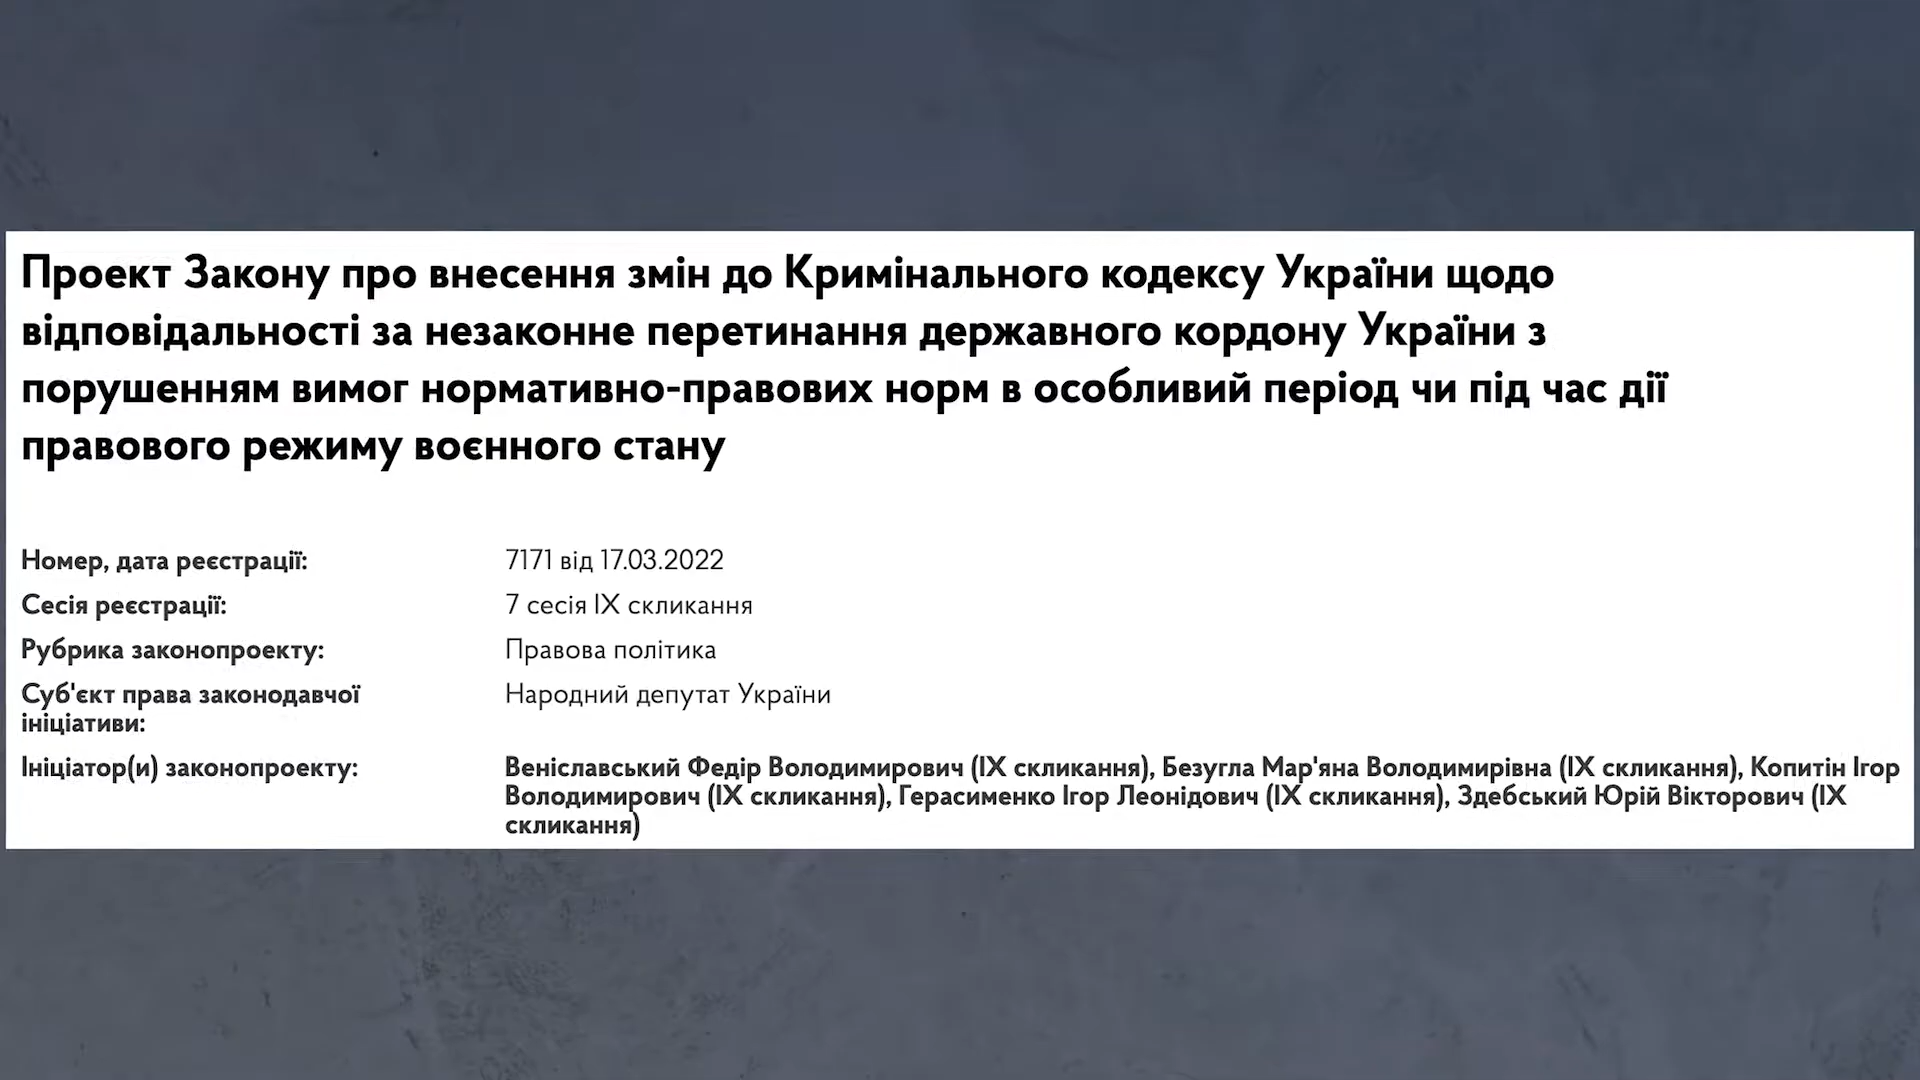 Проект Закону про внесення змін до Кримінального кодексу України щодо
відповідальності за незаконне перетинання державного кордону України з
порушенням вимог нормативно-правових норм в особливий період чи під час дії
правового режиму воєнного стану
Номер, дата реєстрації: 7171 від 17.03.2022
Сесія реєстрації: 7 сесія IX скликання
Рубрика законопроекту: Правова політика
Суб'єкт права законодавчої
ініціативи:
Народний депутат України
Ініціатор(и) законопроекту:
Веніславський Федір Володимирович (IX скликання), Безугла Мар'яна Володимирівна (IX скликання), Копитін Ігор
Володимирович (IX скликання), Герасименко Ігор Леонідович (IX скликання), Здебський Юрій Вікторович (IX
скликання)